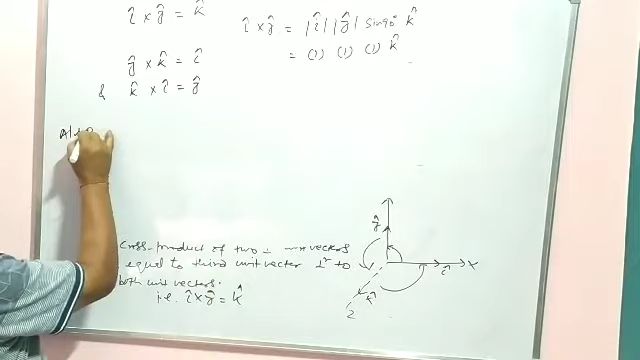 î × ĵ = k̂
î × ĵ = |î| |ĵ| sin90° k̂
= (1) (1) (1) k̂
ĵ × k̂ = î
& k̂ × î = ĵ
Also
cross-product of two ⊥ unit vectors
equal to third unit vector ⊥r to
both unit vectors.
i.e. î × ĵ = k̂
ĵ
î
X
k̂
Z